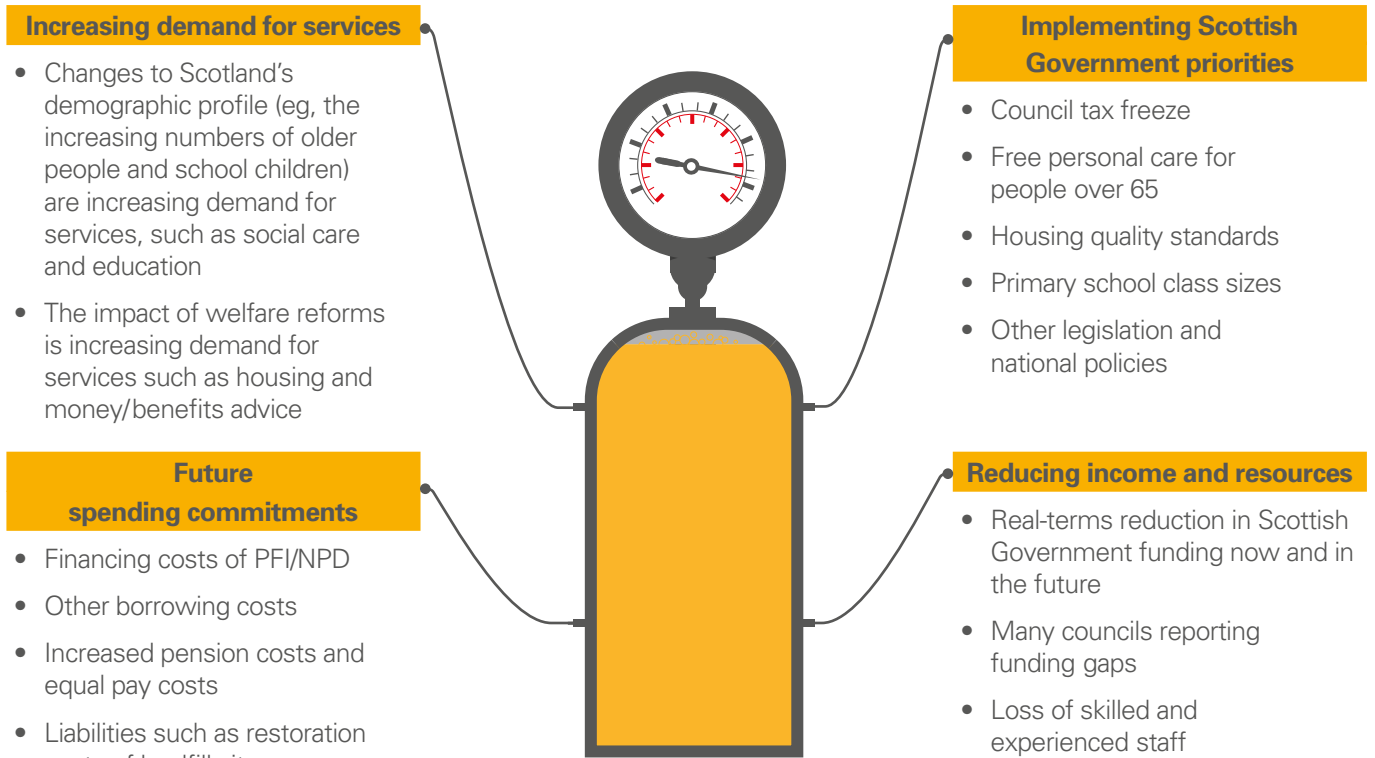 Increasing demand for services
• Changes to Scotland’s
demographic profile (eg, the
increasing numbers of older
people and school children)
are increasing demand for
services, such as social care
and education
• The impact of welfare reforms
is increasing demand for
services such as housing and
money/benefits advice
Future
spending commitments
• Financing costs of PFI/NPD
• Other borrowing costs
• Increased pension costs and
equal pay costs
• Liabilities such as restoration
Implementing Scottish
Government priorities
• Council tax freeze
• Free personal care for
people over 65
• Housing quality standards
• Primary school class sizes
• Other legislation and
national policies
Reducing income and resources
• Real-terms reduction in Scottish
Government funding now and in
the future
• Many councils reporting
funding gaps
• Loss of skilled and
experienced staff